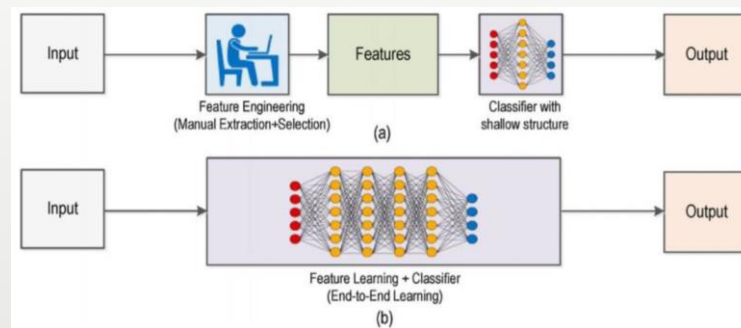 Input
Feature Engineering
(Manual Extraction+Selection)
Features
Classifier with
shallow structure
Output
(a)
Input
Feature Learning + Classifier
(End-to-End Learning)
Output
(b)